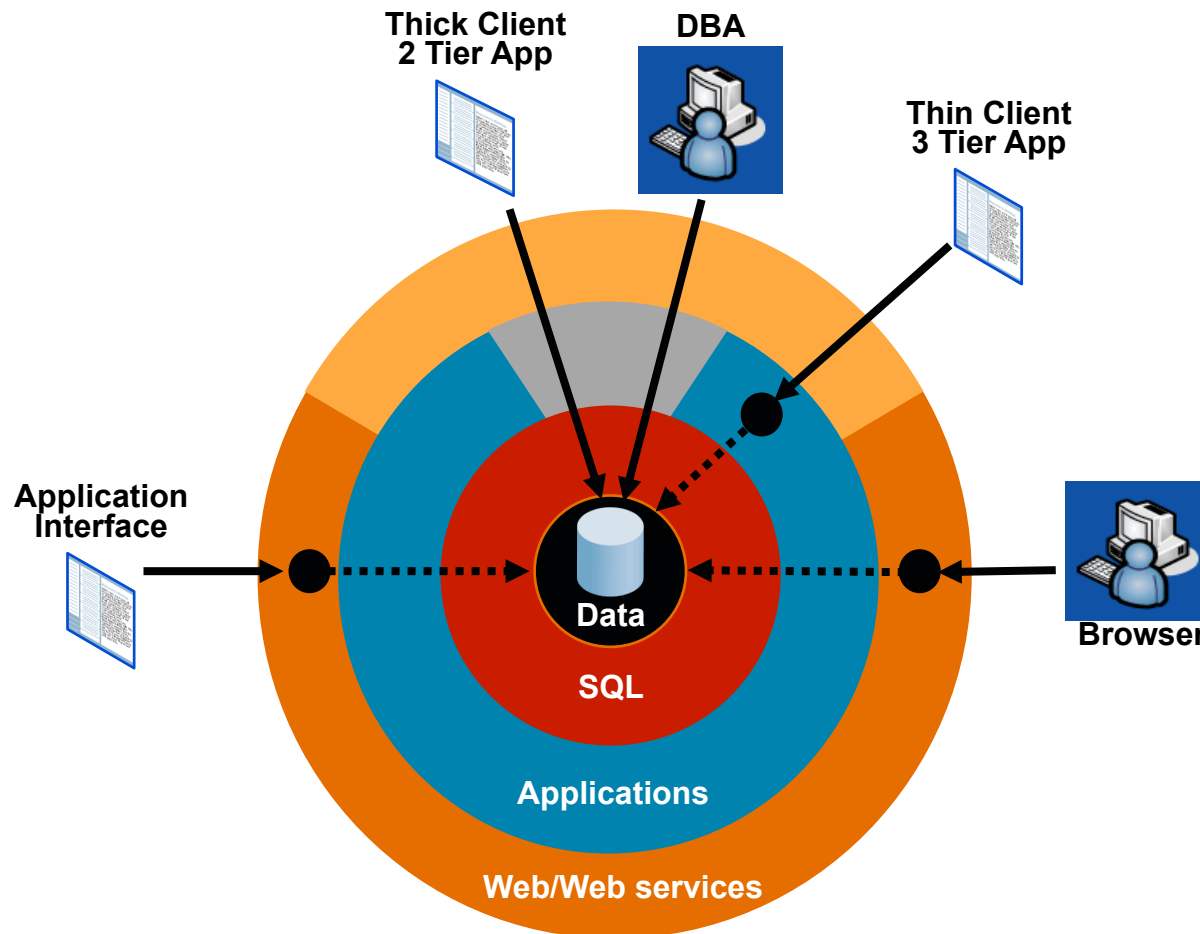 Thick Client
2 Tier App
DBA
Thin Client
3 Tier App
Application
Interface
Data
Browser
SQL
Applications
Web/Web services